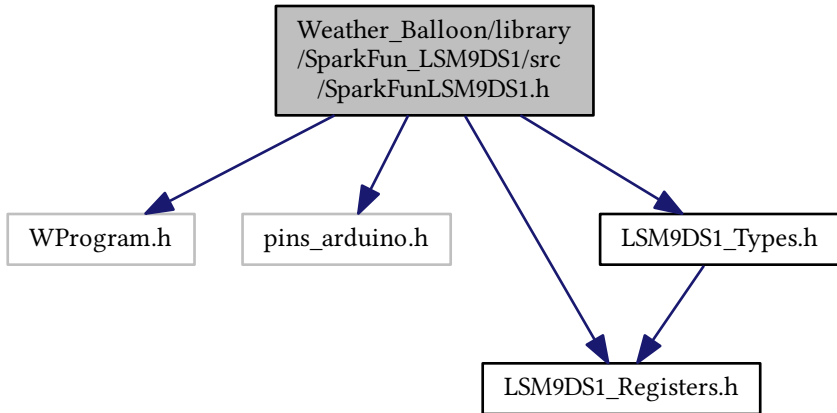 Weather_Balloon/library
/SparkFun_LSM9DS1/src
/SparkFunLSM9DS1.h
WProgram.h
pins_arduino.h
LSM9DS1_Types.h
LSM9DS1_Registers.h